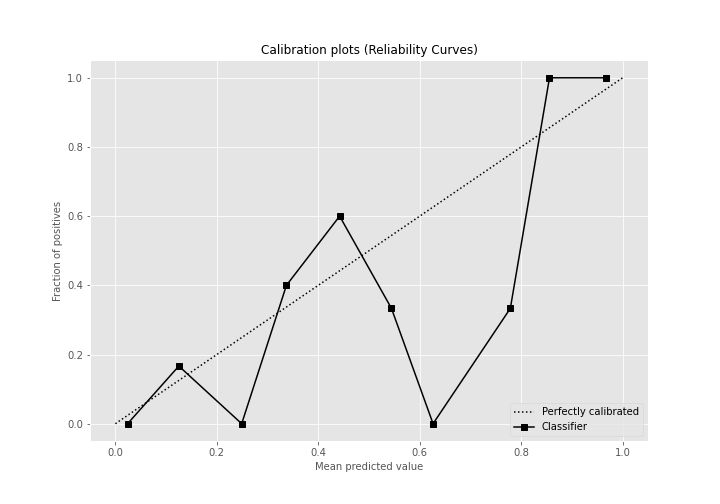 Calibration plots (Reliability Curves)
1.0
0.8
0.6
0.4
0.2
0.0
Fraction of positives
0.0 0.2 0.4 0.6 0.8 1.0
Mean predicted value
Perfectly calibrated
Classifier